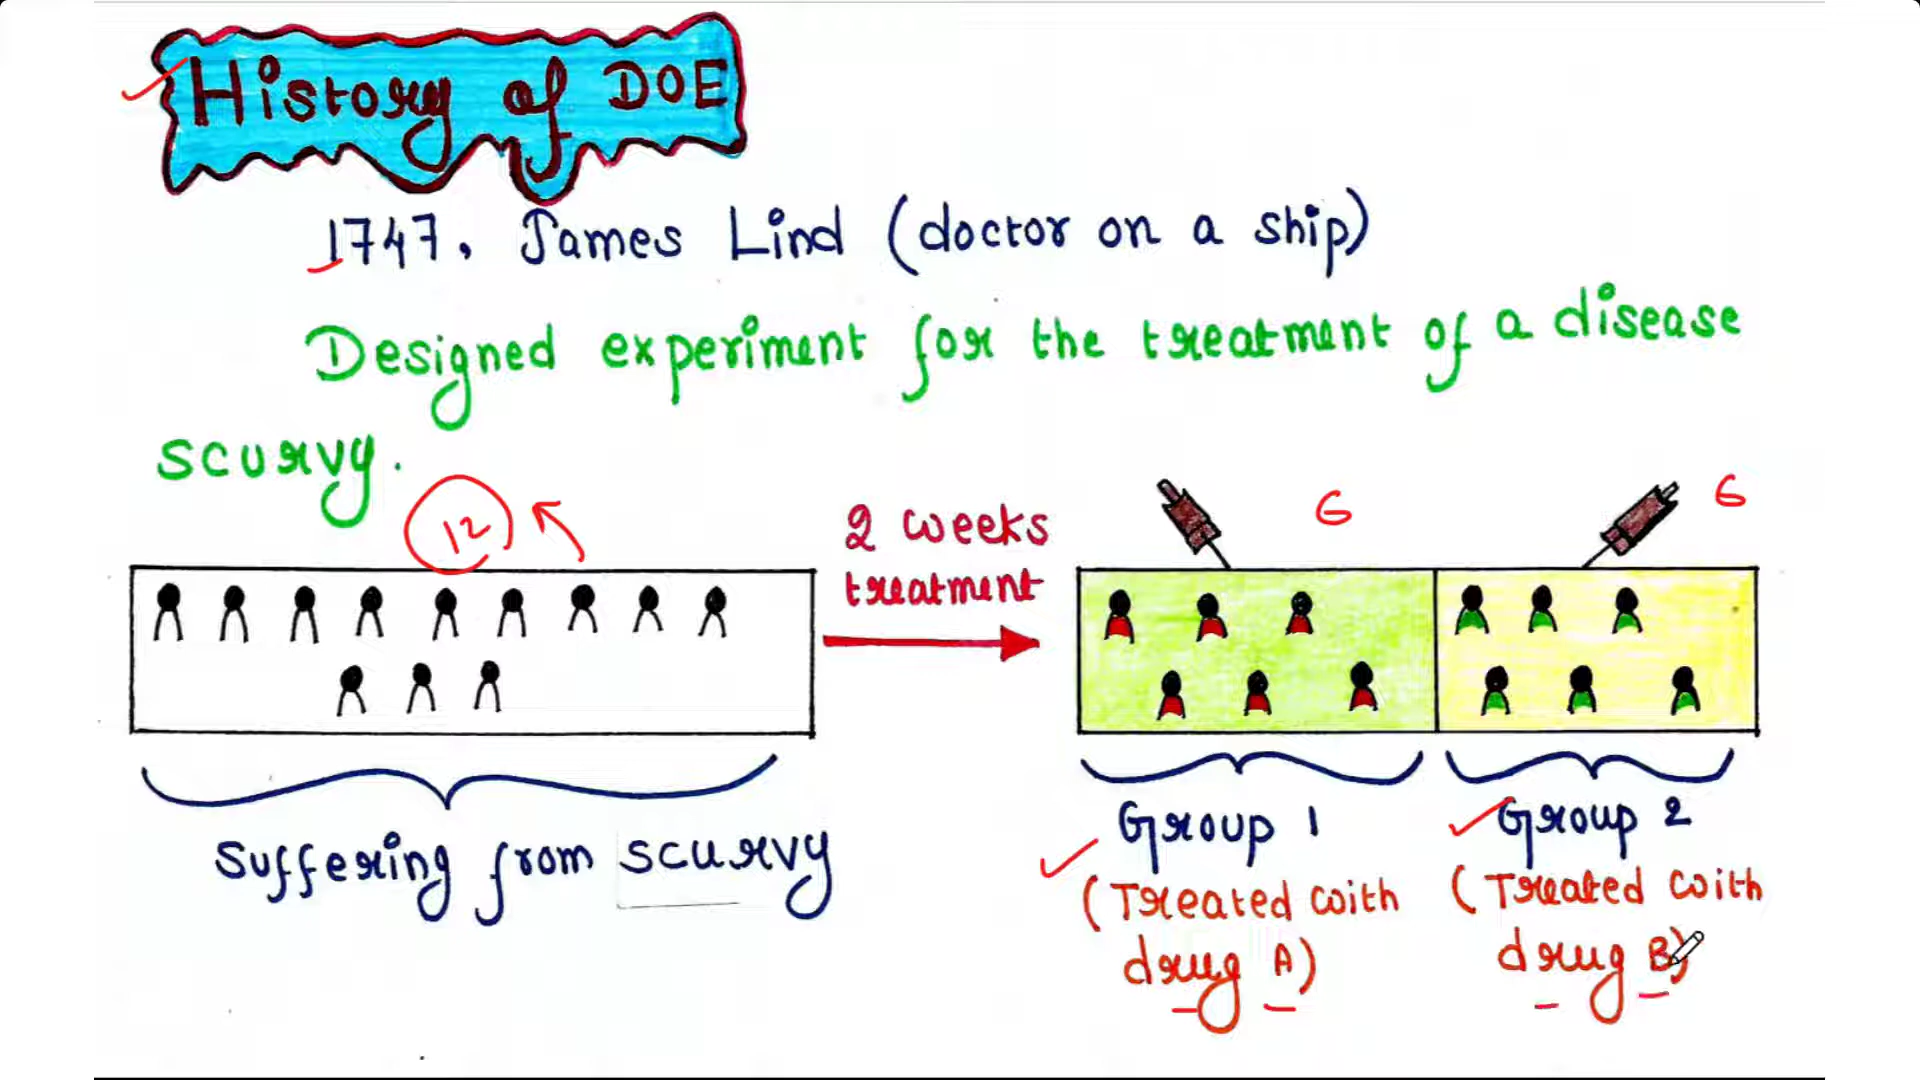 History of DOE
1747. James Lind (doctor on a ship)
Designed experiment for the treatment of a disease
scurvy.
12
2 weeks
treatment
6
6
Suffering from scurvy
Group 1
(Treated with
drug A)
Group 2
(Treated with
drug B)